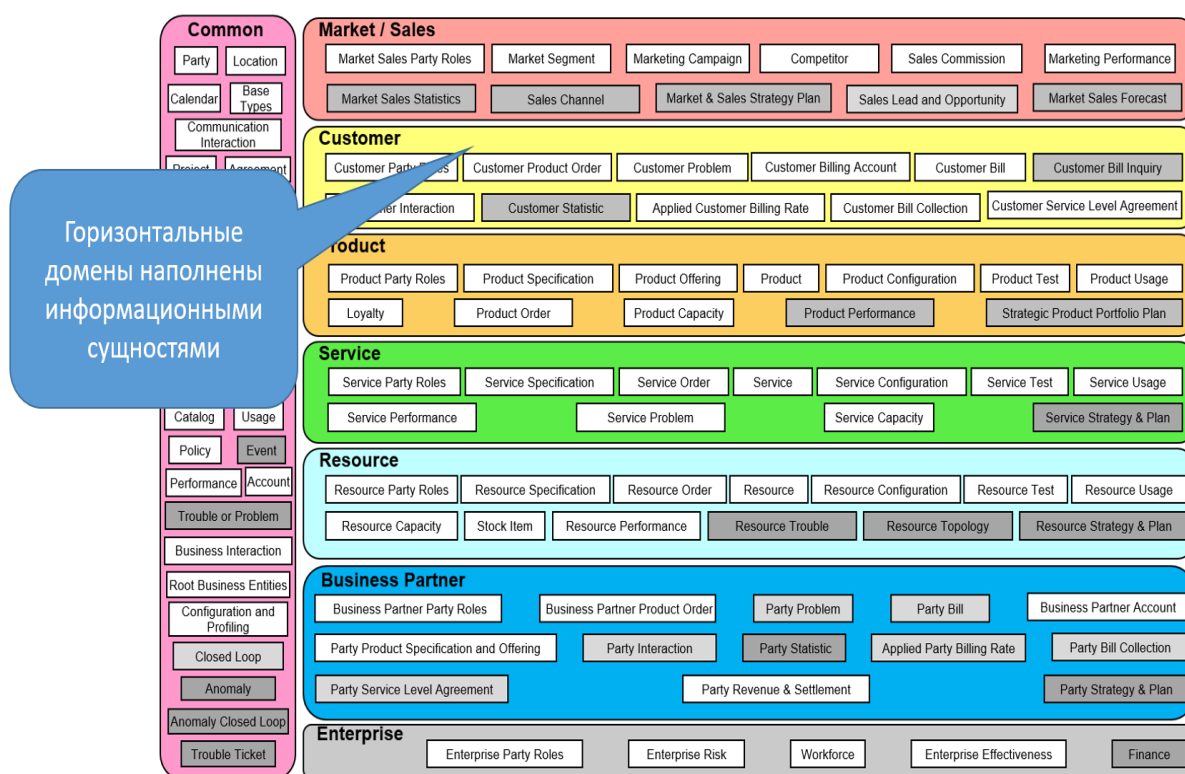 Common
Party
Location
Calendar
Base
Types
Communication
Interaction
Горизонтальные
домены наполнены
информационными
сущностями
Catalog
Usage
Policy
Event
Performance
Account
Trouble or Problem
Business Interaction
Root Business Entities
Configuration and
Profiling
Closed Loop
Anomaly
Anomaly Closed Loop
Trouble Ticket
Market / Sales
Market Sales Party Roles
Market Segment
Marketing Campaign
Competitor
Sales Commission
Marketing Performance
Market Sales Statistics
Sales Channel
Market & Sales Strategy Plan
Sales Lead and Opportunity
Market Sales Forecast
Customer
Customer Party Roles
Customer Product Order
Customer Problem
Customer Billing Account
Customer Bill
Customer Bill Inquiry
Interaction
Customer Statistic
Applied Customer Billing Rate
Customer Bill Collection
Customer Service Level Agreement
Product
Product Party Roles
Product Specification
Product Offering
Product
Product Configuration
Product Test
Product Usage
Loyalty
Product Order
Product Capacity
Product Performance
Strategic Product Portfolio Plan
Service
Service Party Roles
Service Specification
Service Order
Service
Service Configuration
Service Test
Service Usage
Service Performance
Service Problem
Service Capacity
Service Strategy & Plan
Resource
Resource Party Roles
Resource Specification
Resource Order
Resource
Resource Configuration
Resource Test
Resource Usage
Resource Capacity
Stock Item
Resource Performance
Resource Trouble
Resource Topology
Resource Strategy & Plan
Business Partner
Business Partner Party Roles
Business Partner Product Order
Party Problem
Party Bill
Business Partner Account
Party Product Specification and Offering
Party Interaction
Party Statistic
Applied Party Billing Rate
Party Bill Collection
Party Service Level Agreement
Party Revenue & Settlement
Party Strategy & Plan
Enterprise
Enterprise Party Roles
Enterprise Risk
Workforce
Enterprise Effectiveness
Finance